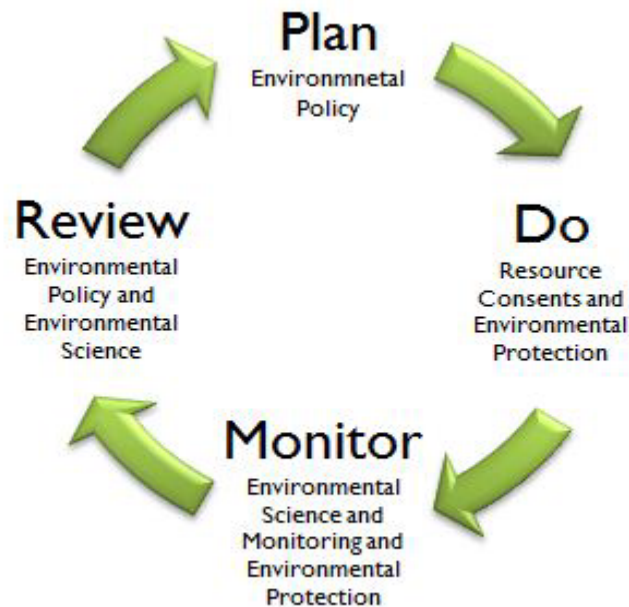 Plan
Environmnetal
Policy
Do
Resource
Consents and
Environmental
Protection
Monitor
Environmental
Science and
Monitoring and
Environmental
Protection
Review
Environmental
Policy and
Environmental
Science